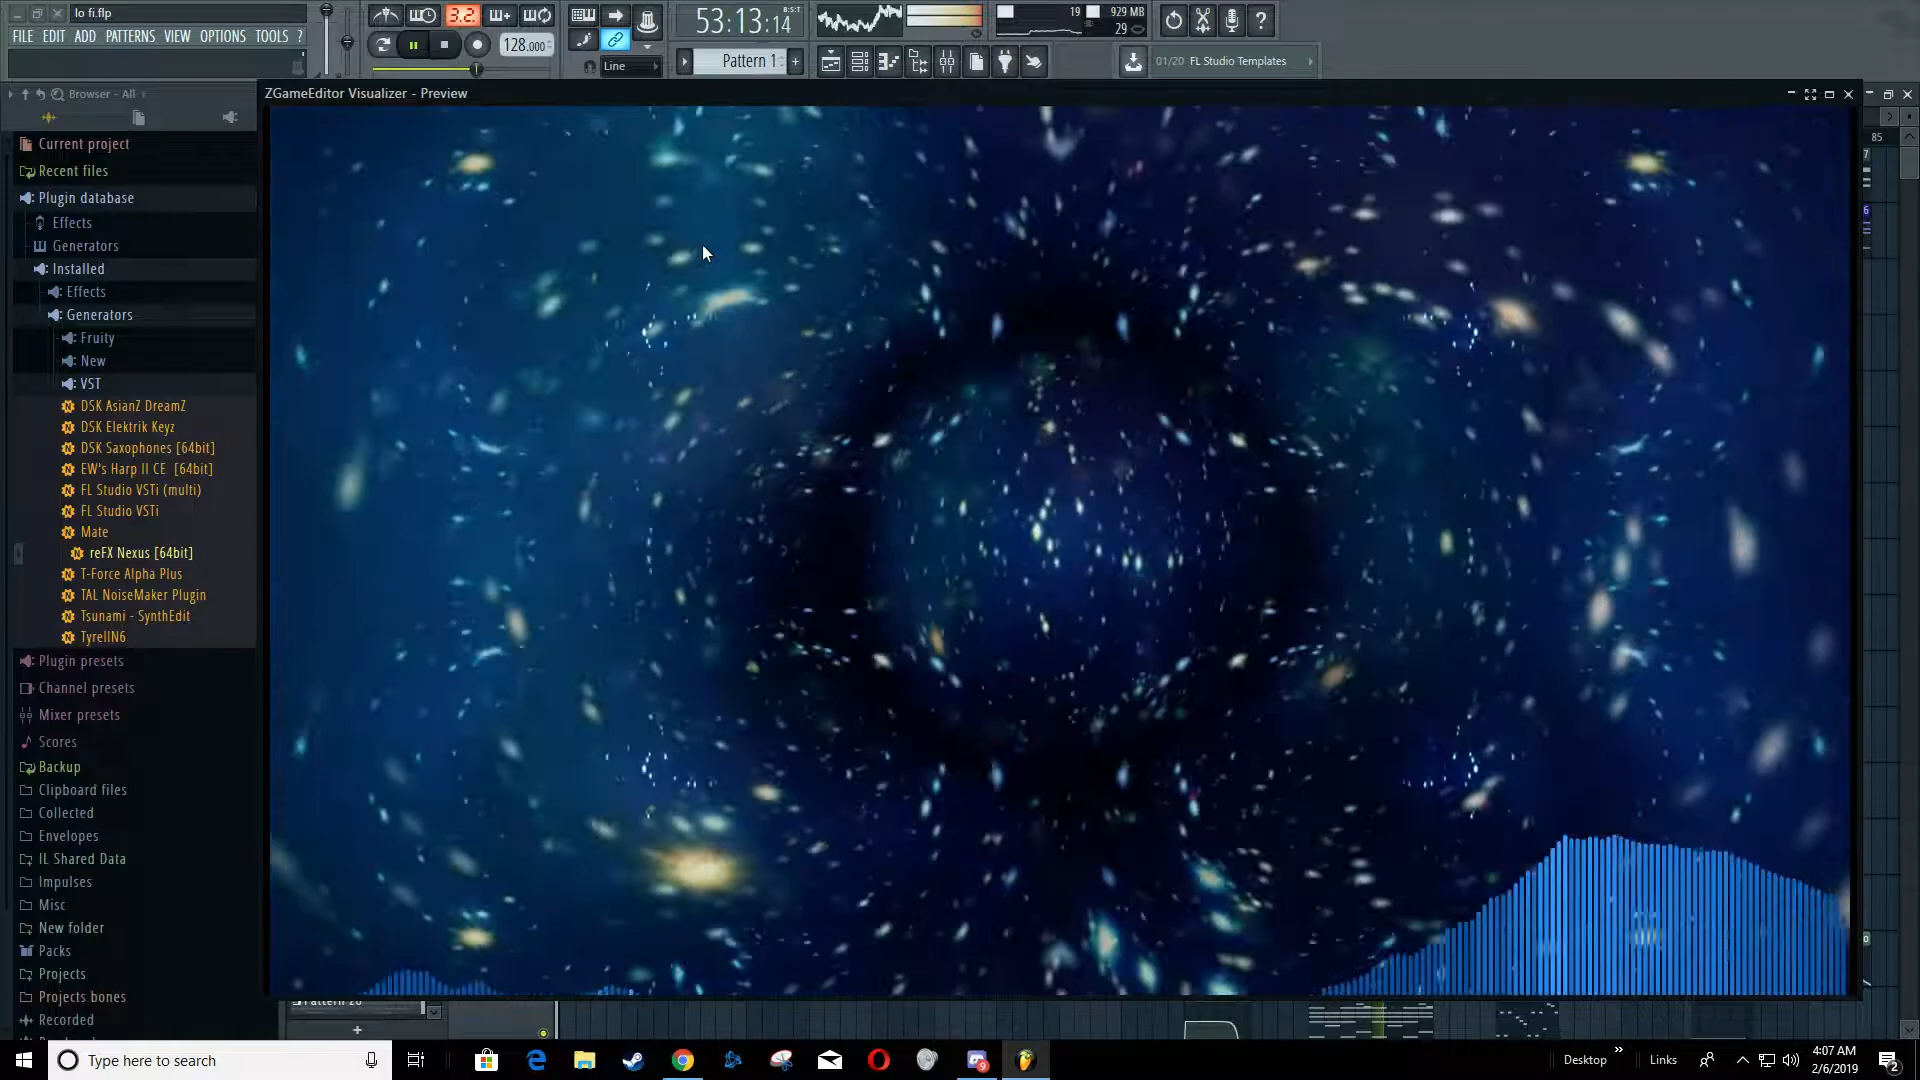 lo fi.flp
FILE EDIT ADD PATTERNS VIEW OPTIONS TOOLS ?
3.2
128.000
53:13:14
B:S:T
19
929 MB
29
Line
Pattern 1
01/20 FL Studio Templates
Browser - All
ZGameEditor Visualizer - Preview
85
Current project
Recent files
Plugin database
Effects
Generators
Installed
Effects
Generators
Fruity
New
VST
DSK AsianZ DreamZ
DSK Elektrik Keyz
DSK Saxophones [64bit]
EW's Harp II CE [64bit]
FL Studio VSTi (multi)
FL Studio VSTi
Mate
reFX Nexus [64bit]
T-Force Alpha Plus
TAL NoiseMaker Plugin
Tsunami - SynthEdit
TyrellN6
Plugin presets
Channel presets
Mixer presets
Scores
Backup
Clipboard files
Collected
Envelopes
IL Shared Data
Impulses
Misc
New folder
Packs
Projects
Projects bones
Recorded
Type here to search
9
Desktop
Links
4:07 AM
2/6/2019
2